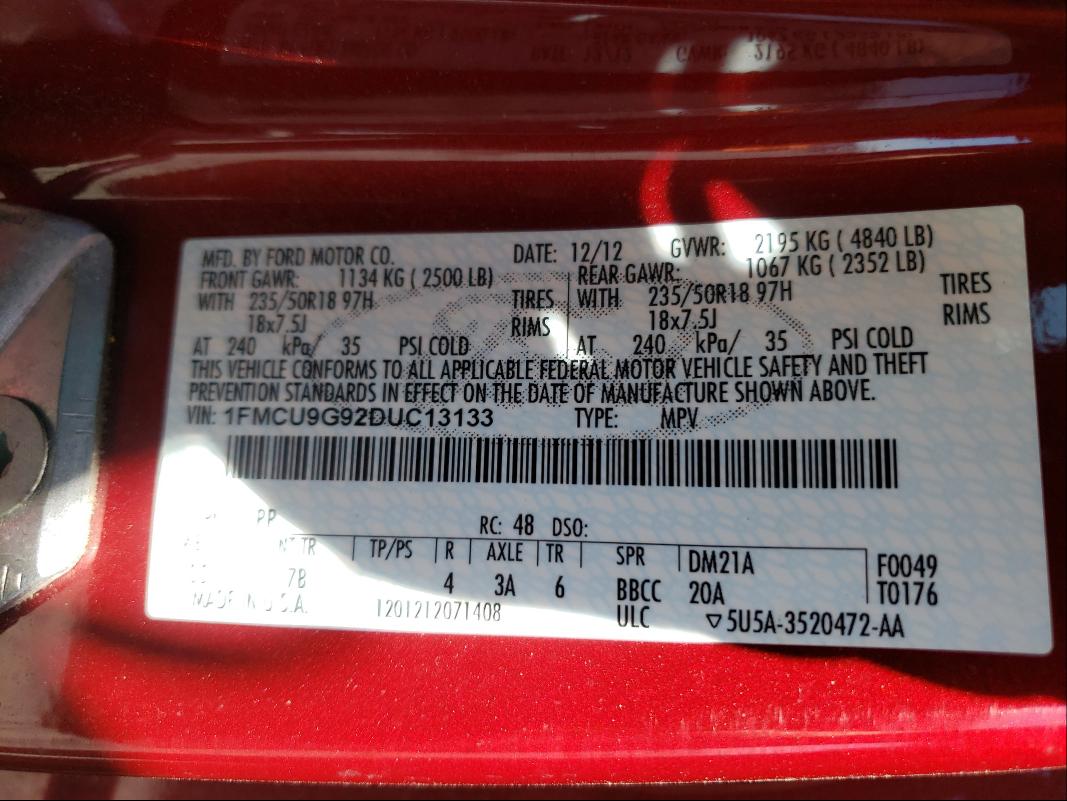 MFD. BY FORD MOTOR CO. DATE: 12/12 GVWR: 2195 KG ( 4840 LB)
FRONT GAWR: 1134 KG ( 2500 LB) REAR GAWR: 1067 KG ( 2352 LB)
WITH 235/50R18 97H TIRES WITH 235/50R18 97H TIRES
18x7.5J RIMS 18x7.5J RIMS
AT 240 kPa/ 35 PSI COLD AT 240 kPa/ 35 PSI COLD
THIS VEHICLE CONFORMS TO ALL APPLICABLE FEDERAL MOTOR VEHICLE SAFETY AND THEFT
PREVENTION STANDARDS IN EFFECT ON THE DATE OF MANUFACTURE SHOWN ABOVE.
VIN: 1FMCU9G92DUC13133 TYPE: MPV
RC: 48 DSO:
INT TR TP/PS R AXLE TR SPR DM21A F0049
7B 4 3A 6 BBCC 20A T0176
MADE IN U.S.A. 1201212071408 ULC ▽5U5A-3520472-AA